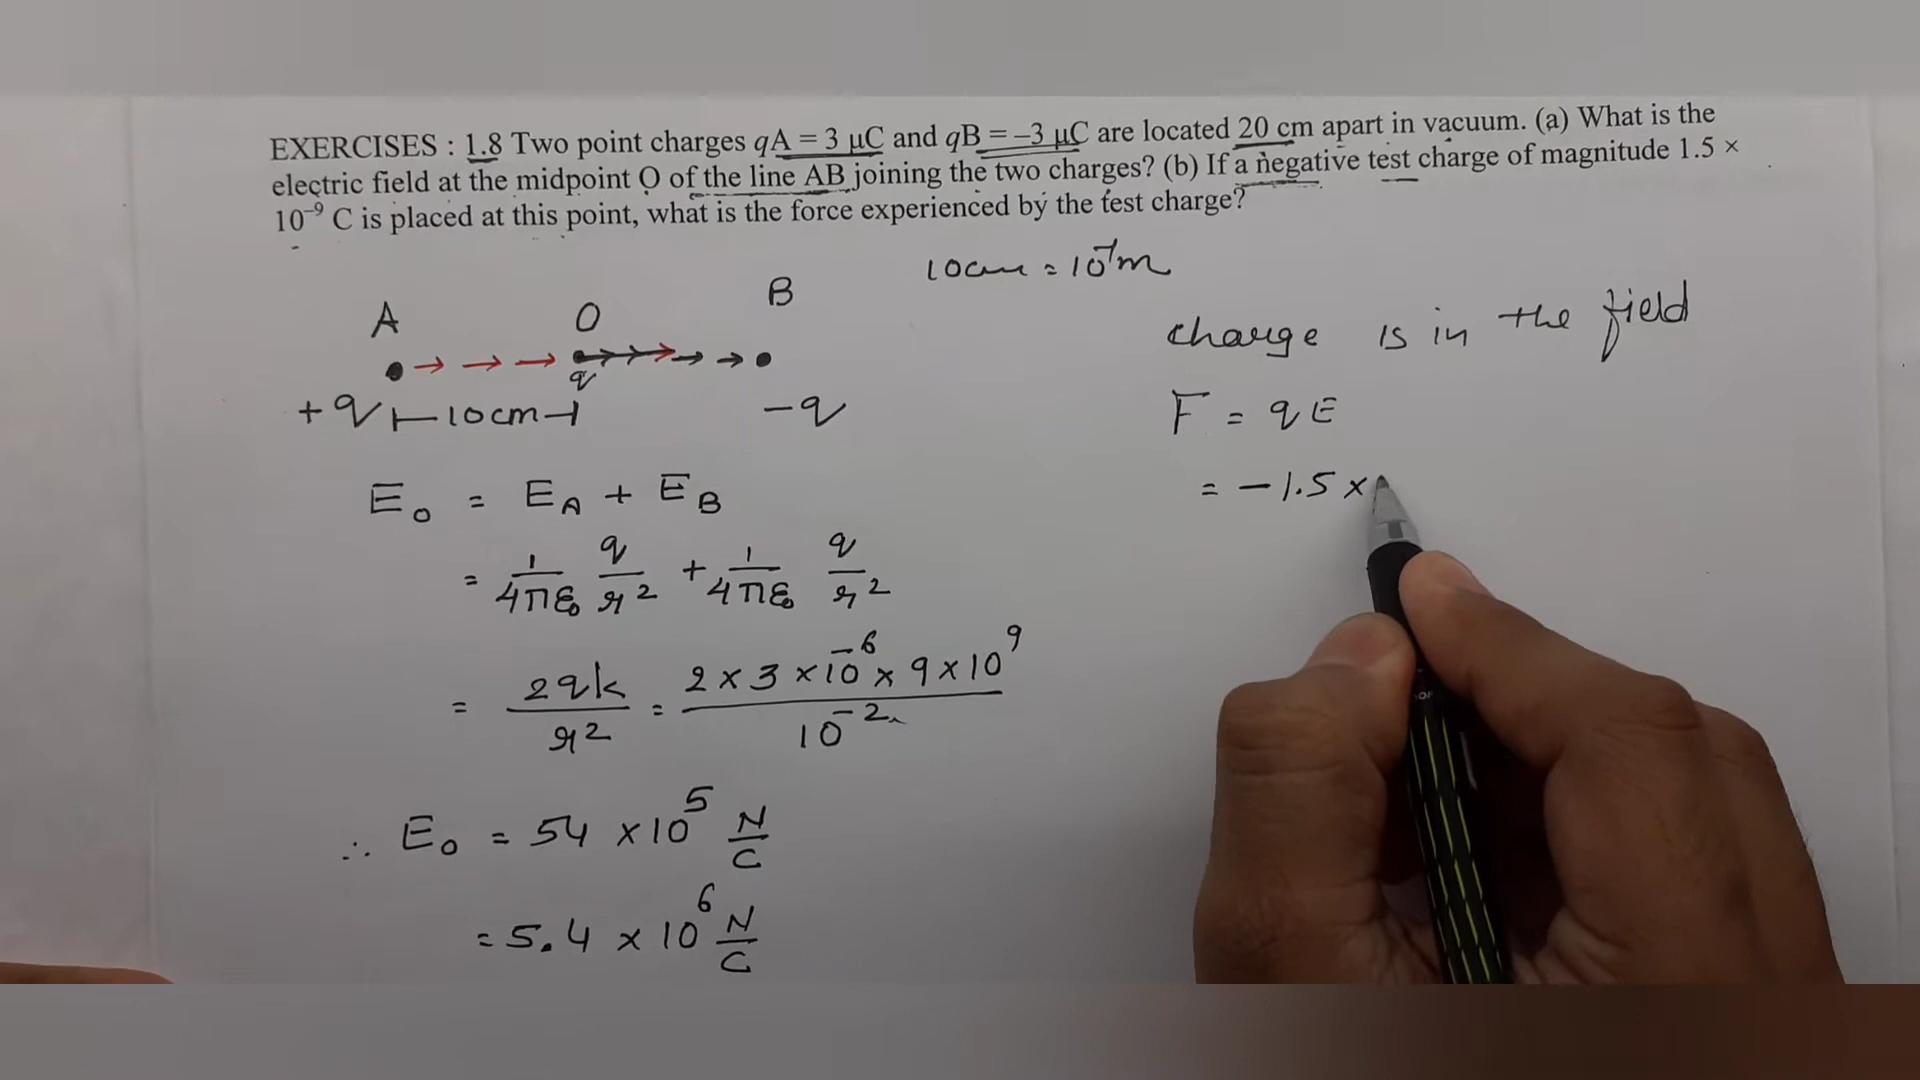 EXERCISES : 1.8 Two point charges qA = 3 μC and qB = –3 μC are located 20 cm apart in vacuum. (a) What is the
electric field at the midpoint O of the line AB joining the two charges? (b) If a negative test charge of magnitude 1.5 ×
10⁻⁹ C is placed at this point, what is the force experienced by the test charge?
10cm = 10⁻¹m
A O B
q
+q 10cm -q
charge is in the field
F = qE
= -1.5 ×
E₀ = E_A + E_B
= 1/4πε₀ q/r² + 1/4πε₀ q/r²
= 2qk/r² = 2 × 3 × 10⁻⁶ × 9 × 10⁹/10⁻²
∴ E₀ = 54 × 10⁵ N/C
= 5.4 × 10⁶ N/C